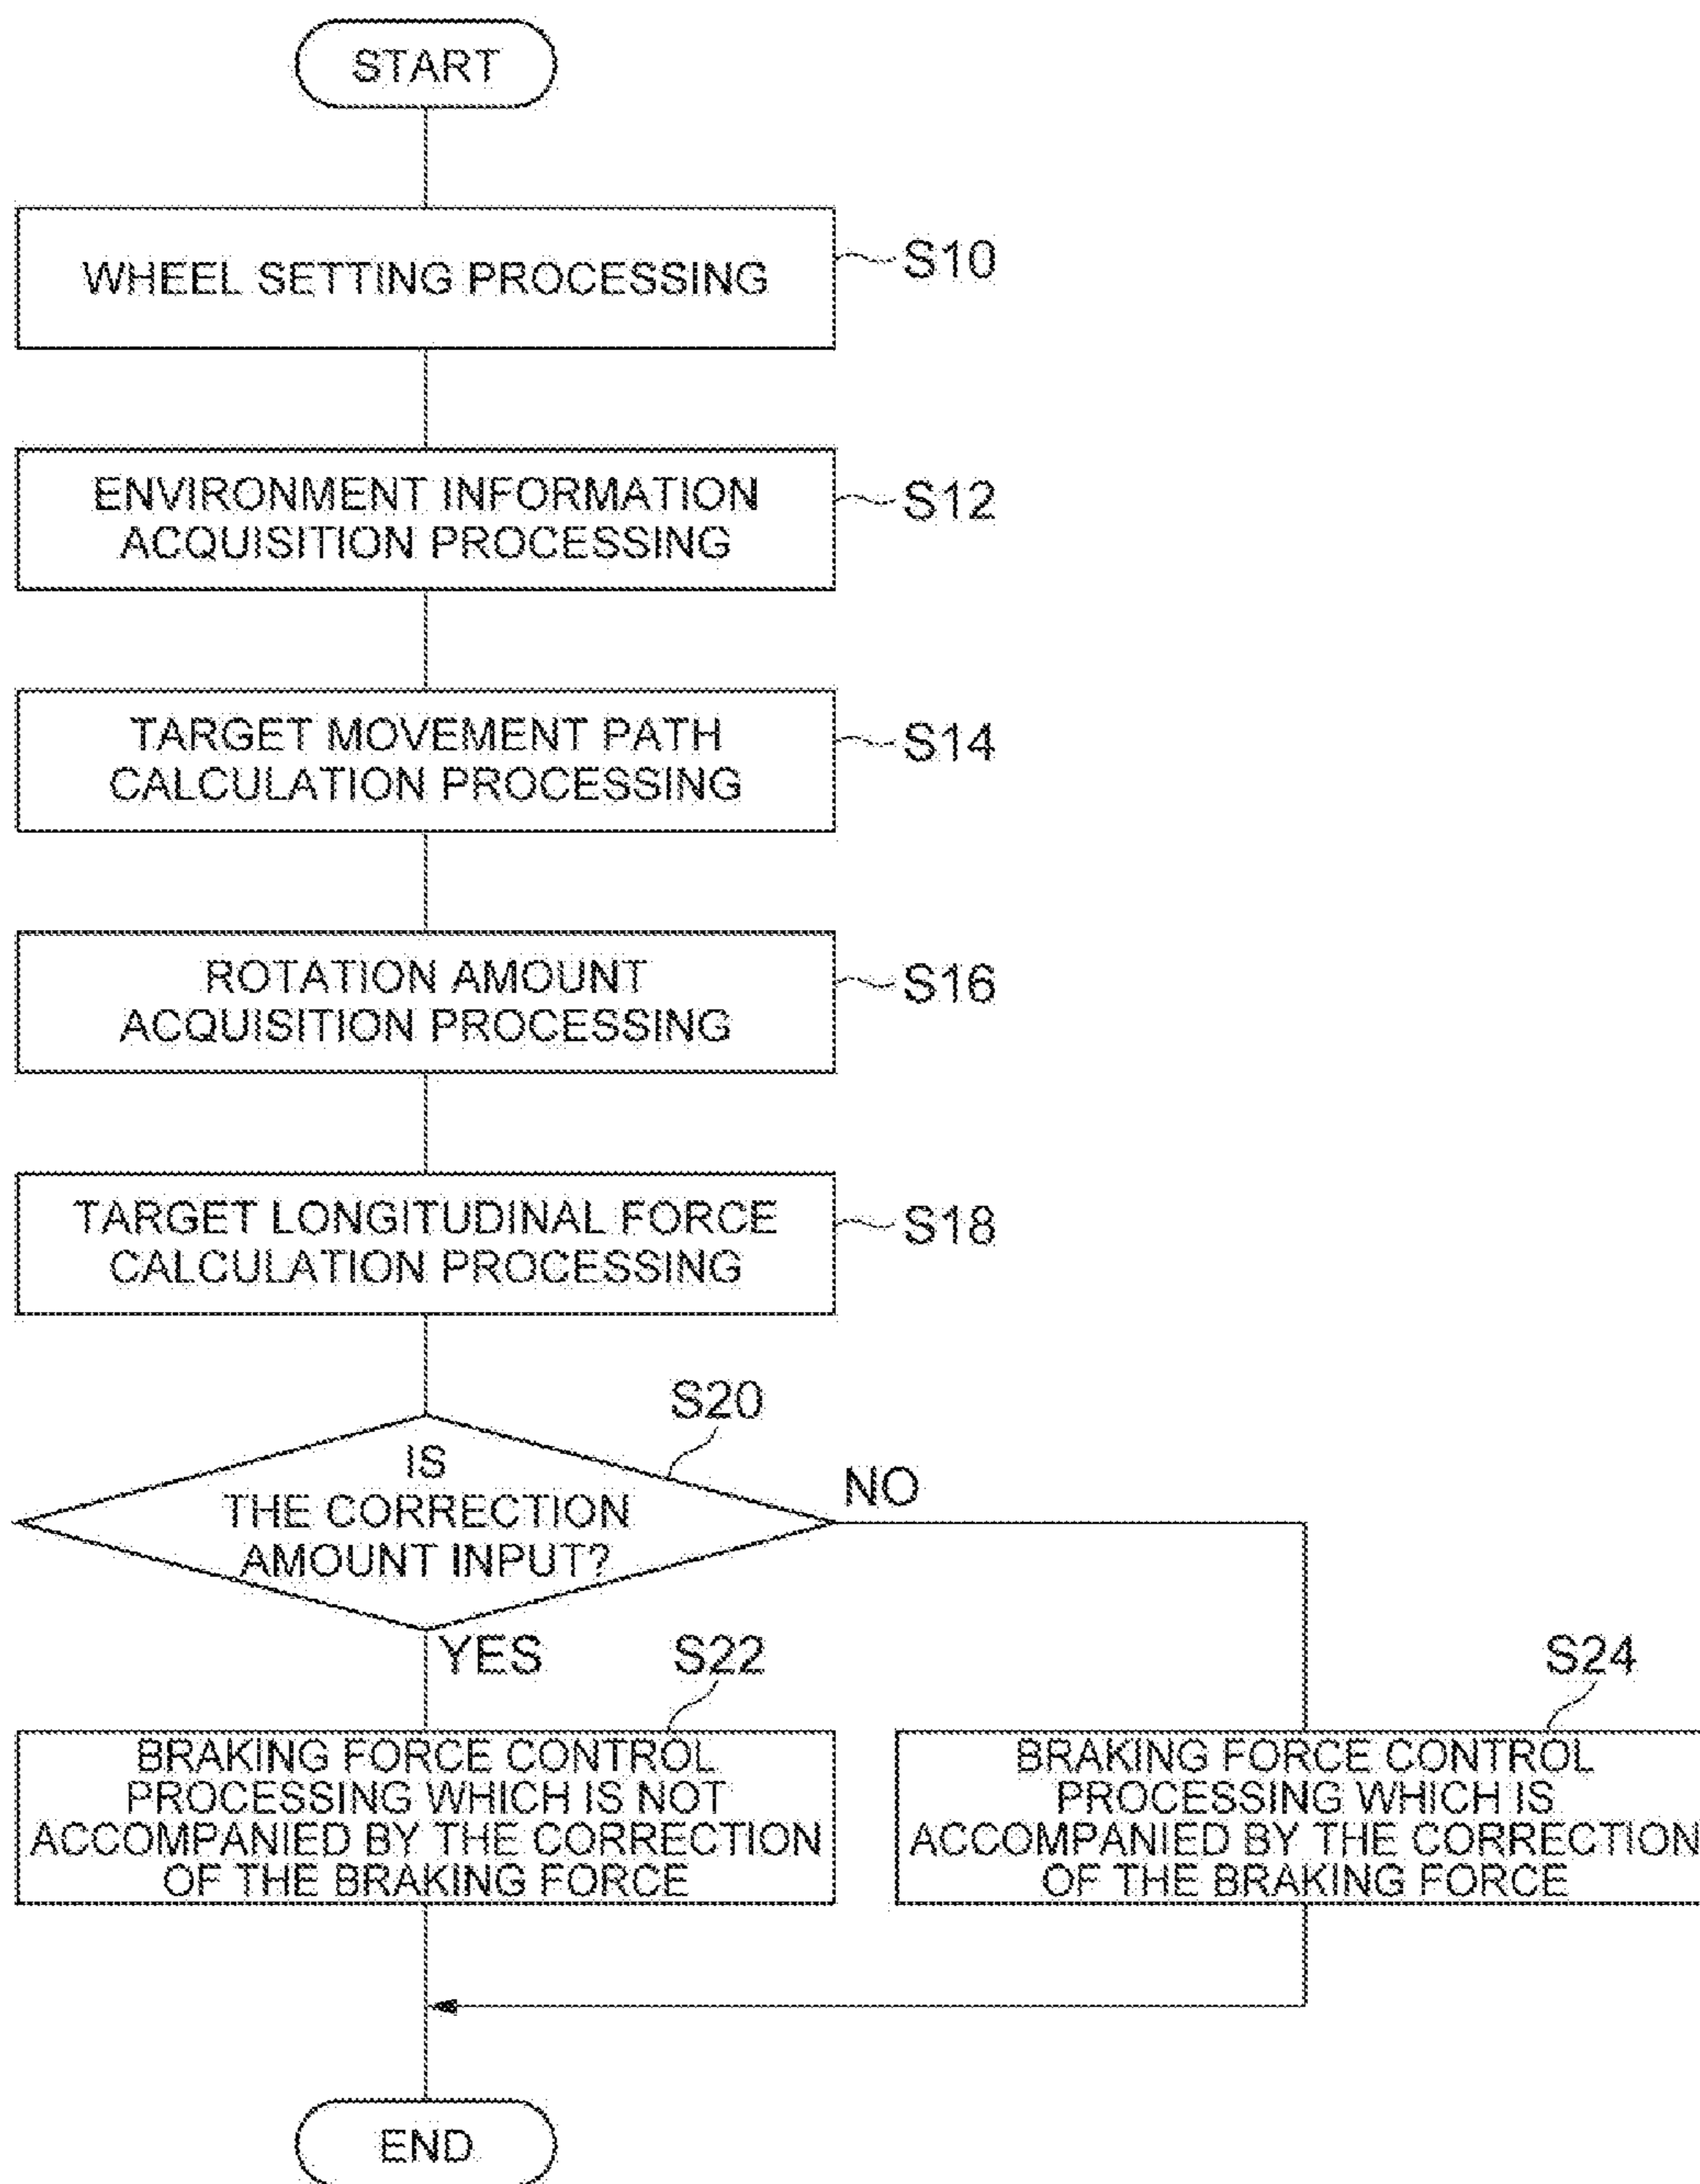 START
WHEEL SETTING PROCESSING
S10
ENVIRONMENT INFORMATION
ACQUISITION PROCESSING
S12
TARGET MOVEMENT PATH
CALCULATION PROCESSING
S14
ROTATION AMOUNT
ACQUISITION PROCESSING
S16
TARGET LONGITUDINAL FORCE
CALCULATION PROCESSING
S18
S20
IS
THE CORRECTION
AMOUNT INPUT?
NO
YES
S22
BRAKING FORCE CONTROL
PROCESSING WHICH IS NOT
ACCOMPANIED BY THE CORRECTION
OF THE BRAKING FORCE
S24
BRAKING FORCE CONTROL
PROCESSING WHICH IS
ACCOMPANIED BY THE CORRECTION
OF THE BRAKING FORCE
END